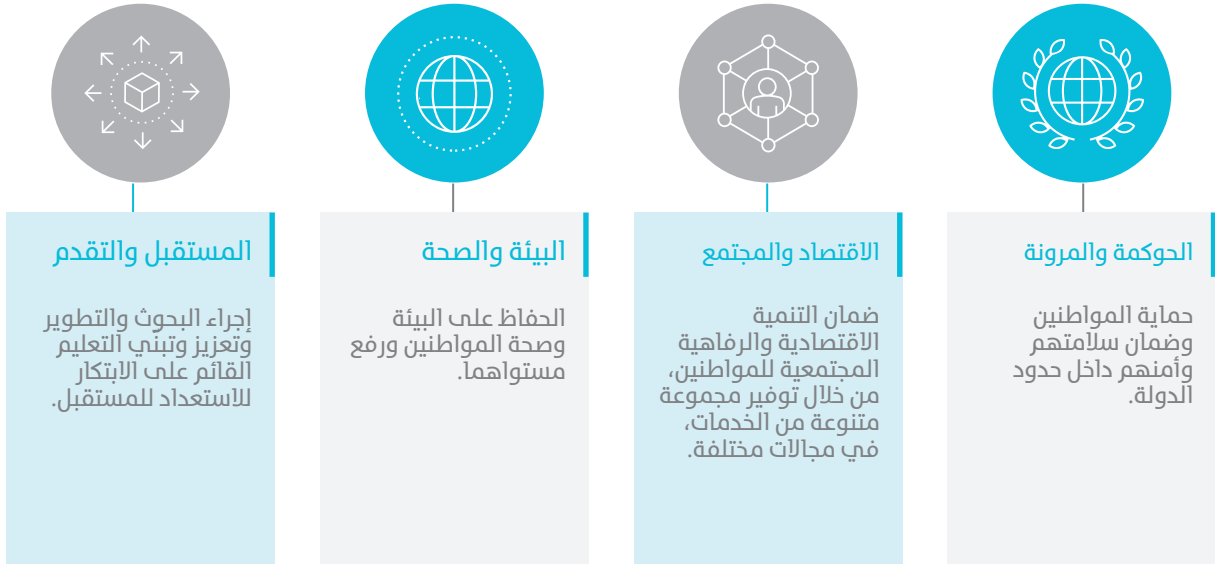 الحوكمة والمرونة
حماية المواطنين
وضمان سلامتهم
وأمنهم داخل حدود
الدولة.
الاقتصاد والمجتمع
ضمان التنمية
الاقتصادية والرفاهية
المجتمعية للمواطنين،
من خلال توفير مجموعة
متنوعة من الخدمات،
في مجالات مختلفة.
البيئة والصحة
الحفاظ على البيئة
وصحة المواطنين ورفع
مستواهما.
المستقبل والتقدم
إجراء البحوث والتطوير
وتعزيز وتبنّي التعليم
القائم على الابتكار
للاستعداد للمستقبل.